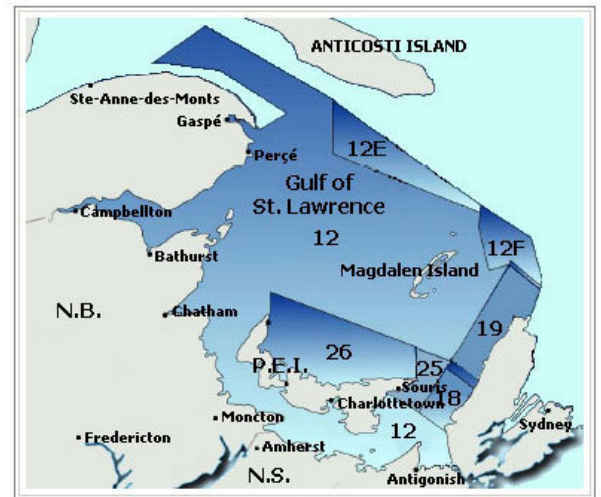 ANTICOSTI ISLAND
Ste-Anne-des-Monts
Gaspé
Perçé
12E
Gulf of
St. Lawrence
12
Campbellton
Bathurst
12F
Magdalen Island
N.B.
Chatham
19
26
25
P.E.I.
Souris
18
Charlottetown
Moncton
12
Sydney
Fredericton
Amherst
N.S.
Antigonish